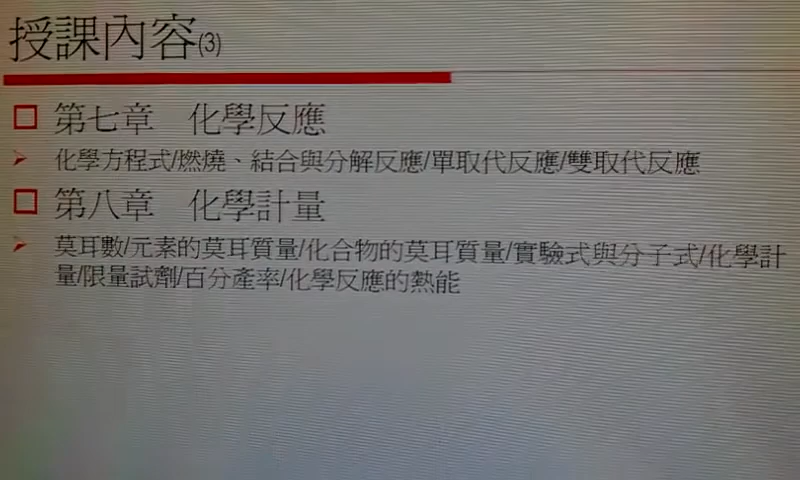 授課內容(3)
第七章 化學反應
化學方程式/燃燒、結合與分解反應/單取代反應/雙取代反應
第八章 化學計量
莫耳數/元素的莫耳質量/化合物的莫耳質量/實驗式與分子式/化學計
量/限量試劑/百分產率/化學反應的熱能